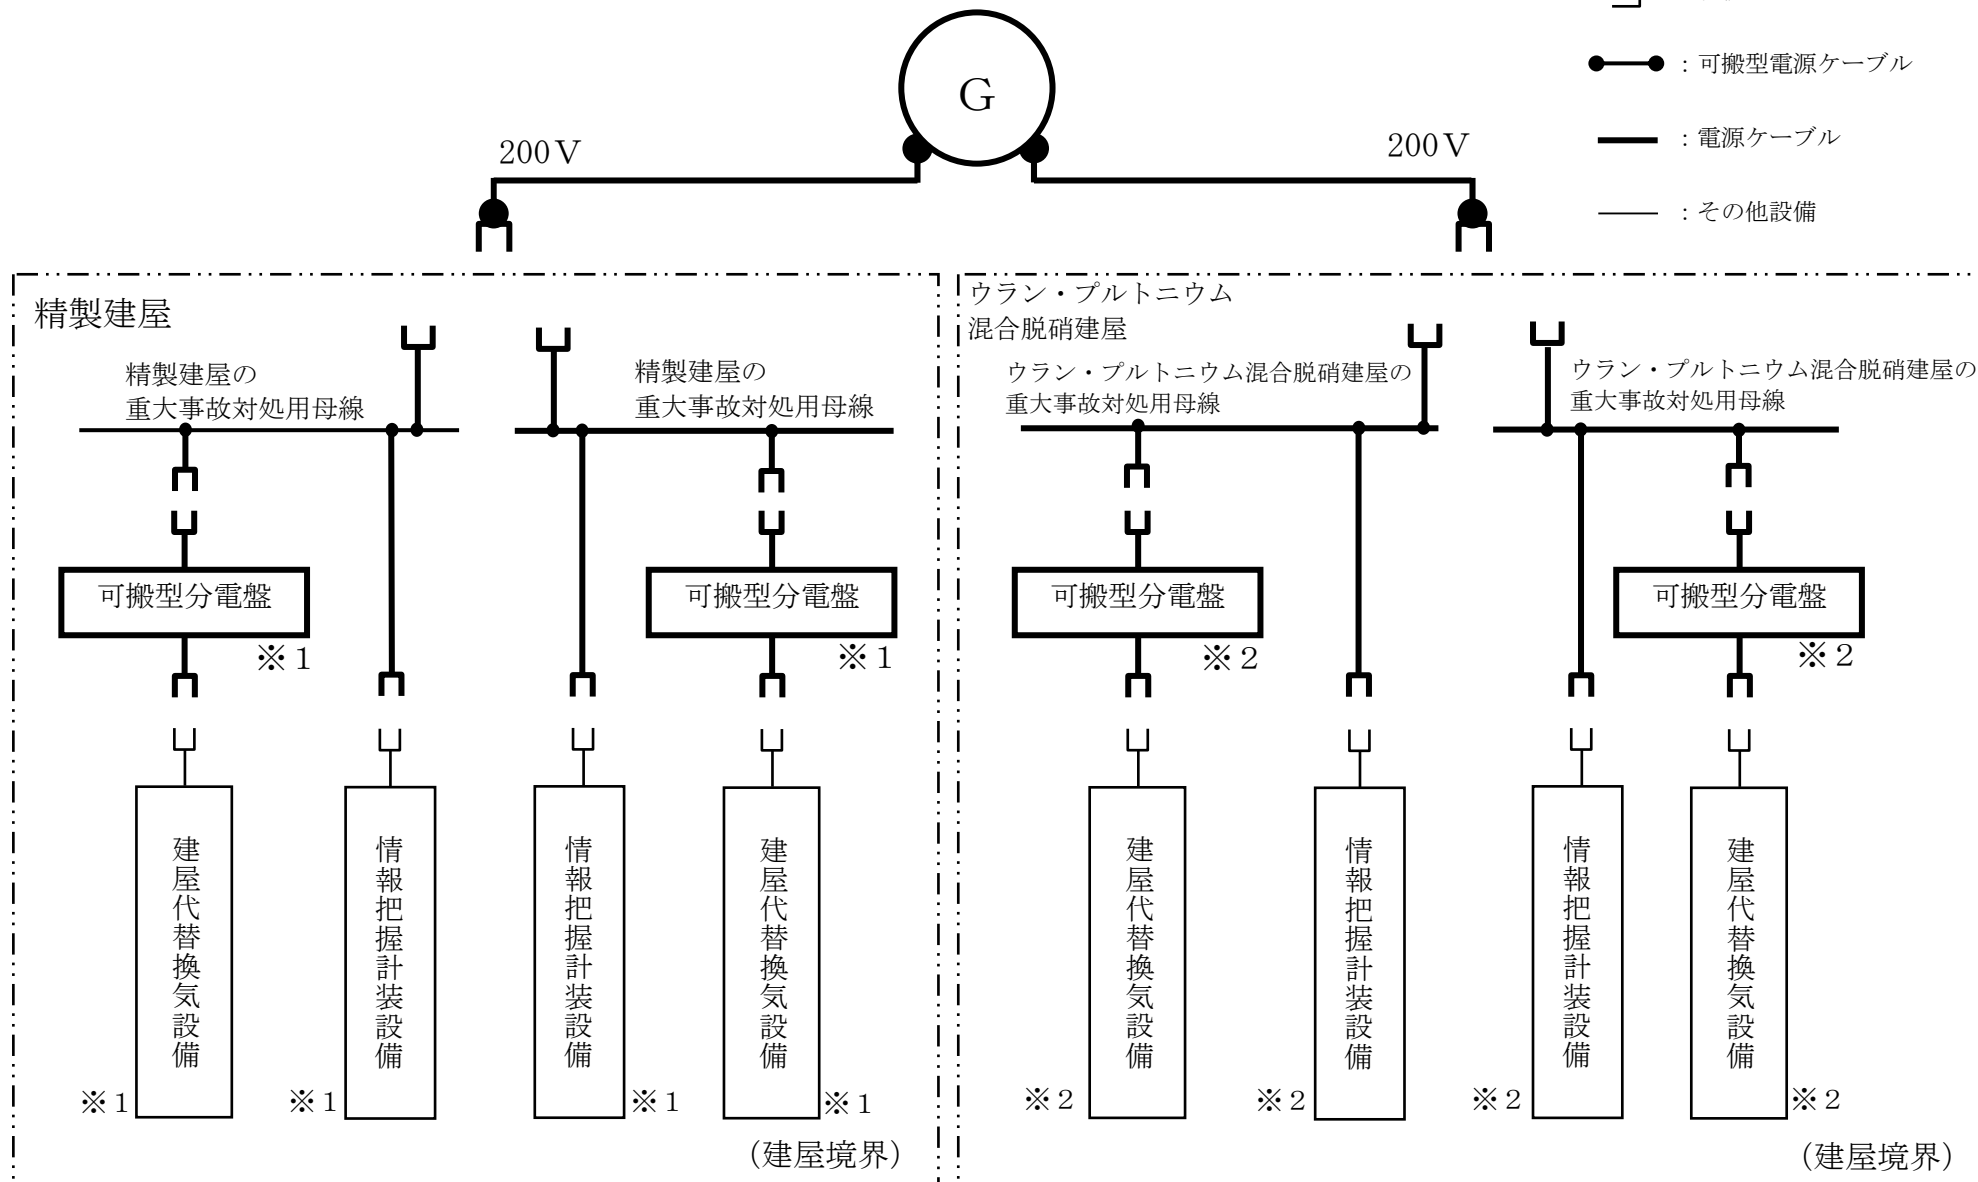 G
200V
200V
：可搬型電源ケーブル
：電源ケーブル
：その他設備
精製建屋
精製建屋の
重大事故対処用母線
精製建屋の
重大事故対処用母線
可搬型分電盤
※1
可搬型分電盤
※1
建屋代替換気設備
※1
情報把握計装設備
※1
情報把握計装設備
※1
建屋代替換気設備
※1
（建屋境界）
ウラン・プルトニウム
混合脱硝建屋
ウラン・プルトニウム混合脱硝建屋の
重大事故対処用母線
ウラン・プルトニウム混合脱硝建屋の
重大事故対処用母線
可搬型分電盤
※2
可搬型分電盤
※2
建屋代替換気設備
※2
情報把握計装設備
※2
情報把握計装設備
※2
建屋代替換気設備
※2
（建屋境界）